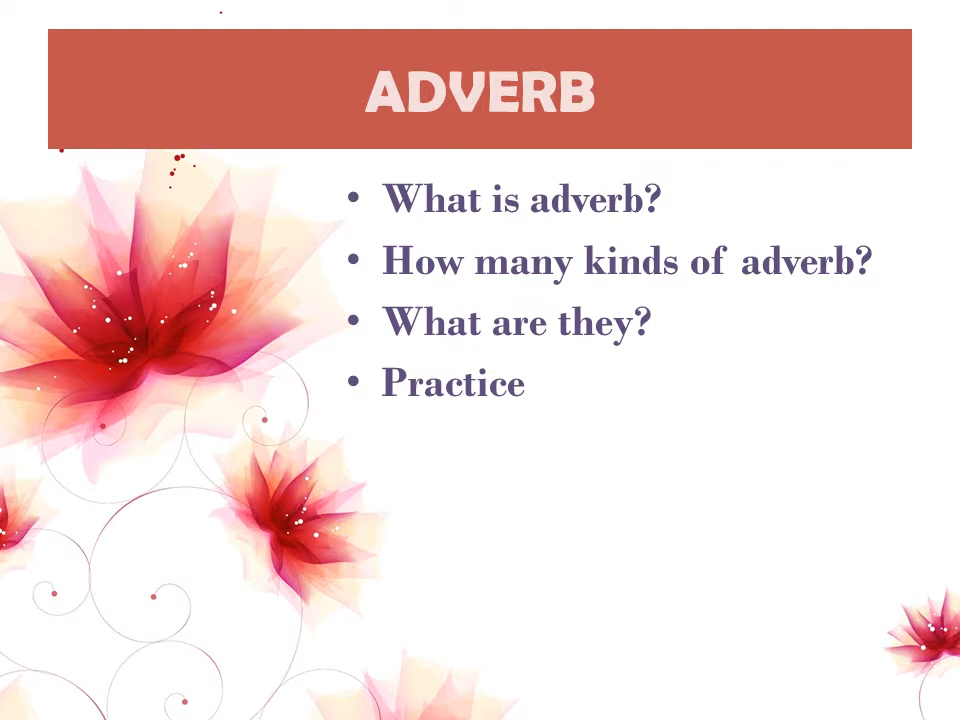 ADVERB
• What is adverb?
• How many kinds of adverb?
• What are they?
• Practice